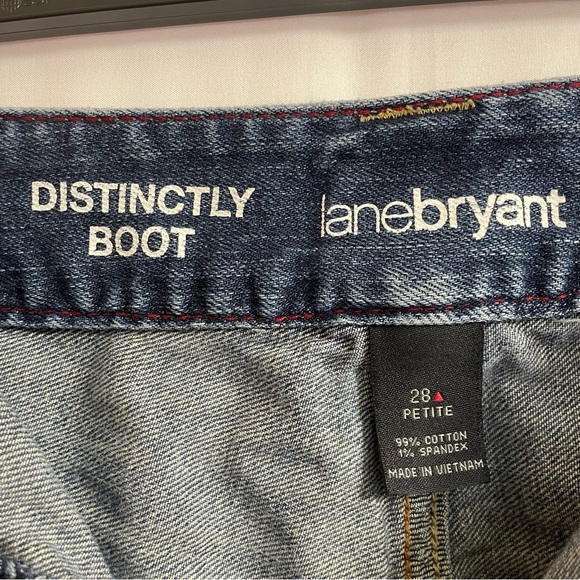 DISTINCTLY
BOOT
lanebryant
28
PETITE
99% COTTON
1% SPANDEX
MADE IN VIETNAM